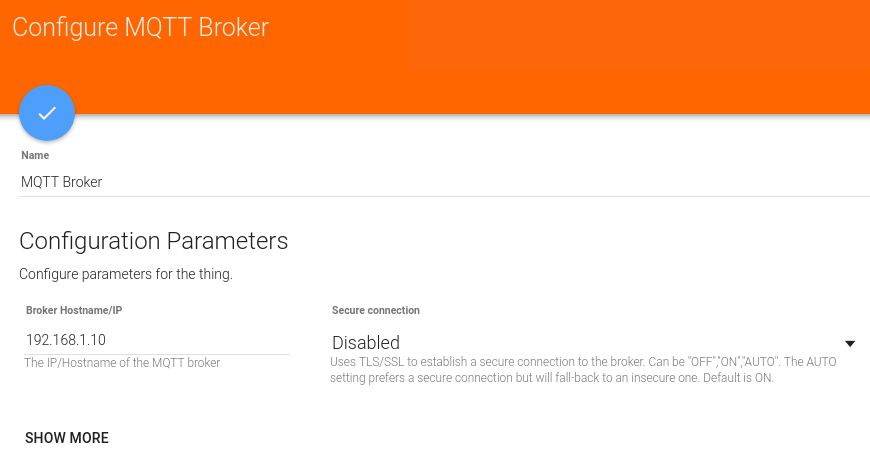 Configure MQTT Broker
Name
MQTT Broker
Configuration Parameters
Configure parameters for the thing.
Broker Hostname/IP
192.168.1.10
The IP/Hostname of the MQTT broker
Secure connection
Disabled
Uses TLS/SSL to establish a secure connection to the broker. Can be "OFF","ON","AUTO". The AUTO
setting prefers a secure connection but will fall-back to an insecure one. Default is ON.
SHOW MORE